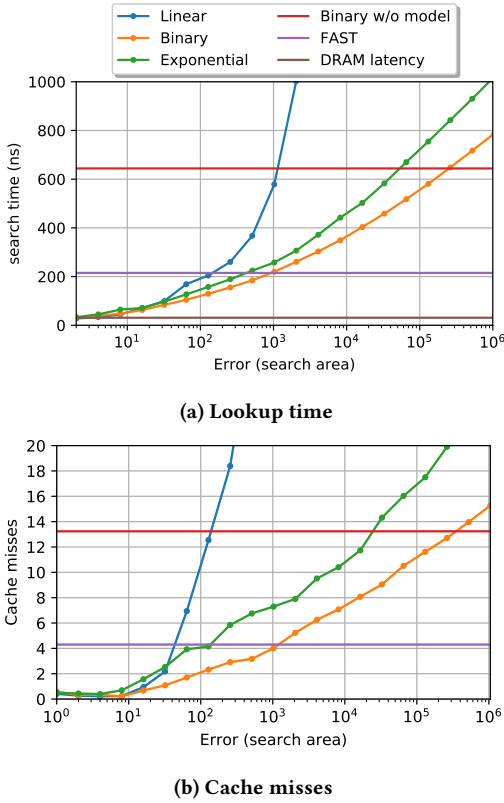 Linear
Binary
Exponential
Binary w/o model
FAST
DRAM latency
1000
800
600
400
200
0
search time (ns)
10¹ 10² 10³ 10⁴ 10⁵ 10⁶
Error (search area)
(a) Lookup time
20
18
16
14
12
10
8
6
4
2
0
Cache misses
10⁰ 10¹ 10² 10³ 10⁴ 10⁵ 10⁶
Error (search area)
(b) Cache misses